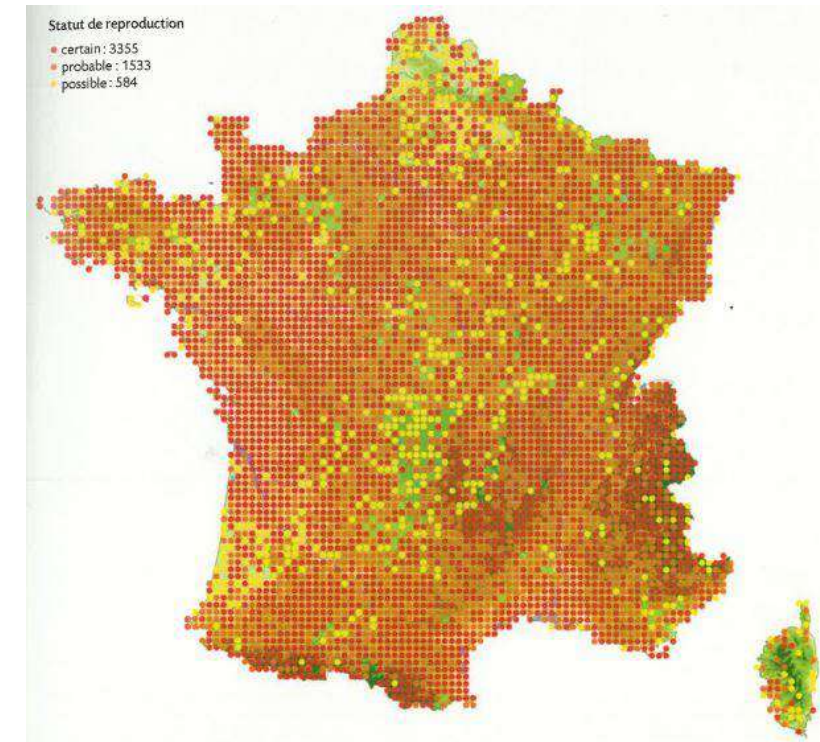 Statut de reproduction
certain : 3355
probable : 1533
possible : 584